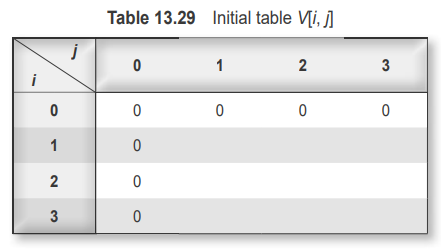 Table 13.29 Initial table V[i, j]
j
i
0 1 2 3
0 0 0 0 0
1 0
2 0
3 0